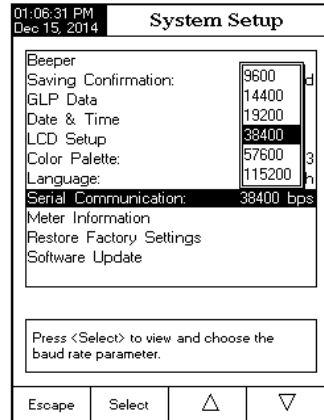 01:06:31 PM
Dec 15, 2014
System Setup
Beeper
Saving Confirmation: d
GLP Data
Date & Time
LCD Setup
Color Palette: 3
Language: h
Serial Communication: 38400 bps
Meter Information
Restore Factory Settings
Software Update
9600
14400
19200
38400
57600
115200
Press <Select> to view and choose the
baud rate parameter.
Escape Select △ ▽